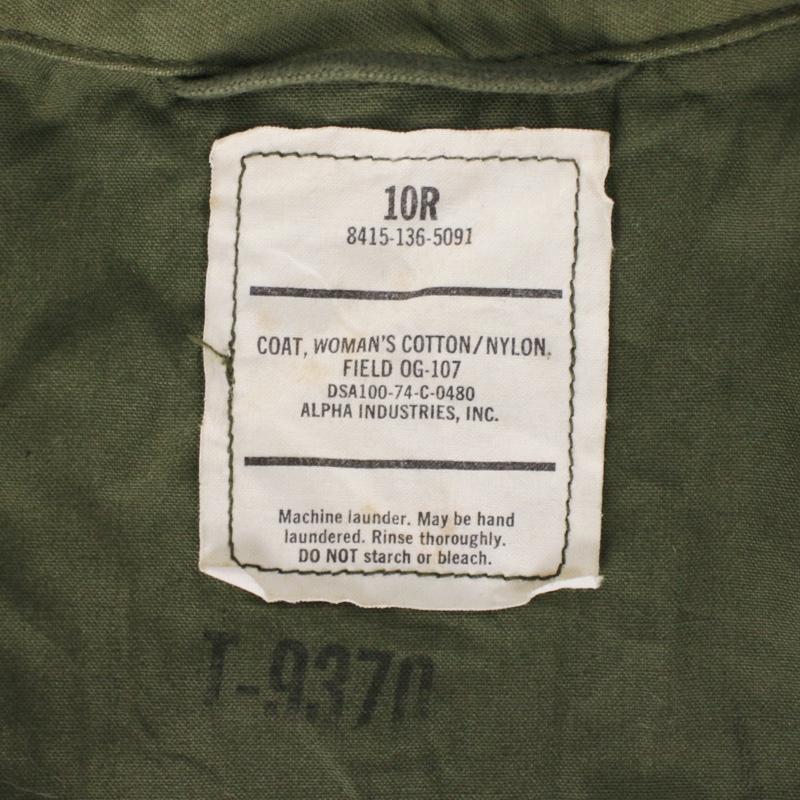 10R
8415-136-5091
COAT, WOMAN'S COTTON/NYLON,
FIELD OG-107
DSA100-74-C-0480
ALPHA INDUSTRIES, INC.
Machine launder. May be hand
laundered. Rinse thoroughly.
DO NOT starch or bleach.
T-9370